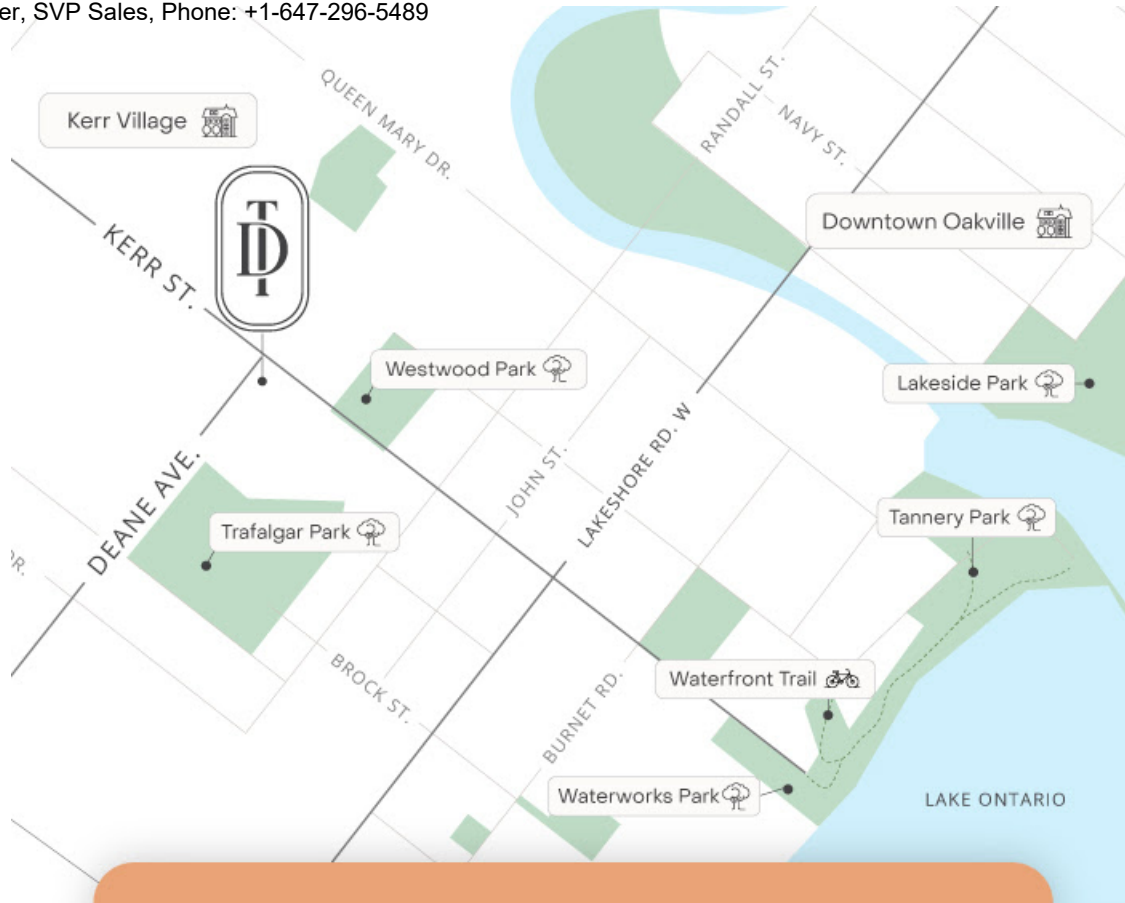 er, SVP Sales, Phone: +1-647-296-5489
QUEEN MARY DR.
RANDALL ST.
NAVY ST.
Kerr Village
TD
Downtown Oakville
KERR ST.
Westwood Park
Lakeside Park
LAKESHORE RD. W
JOHN ST.
DEANE AVE.
Trafalgar Park
Tannery Park
DR.
BROCK ST.
BURNET RD.
Waterfront Trail
Waterworks Park
LAKE ONTARIO